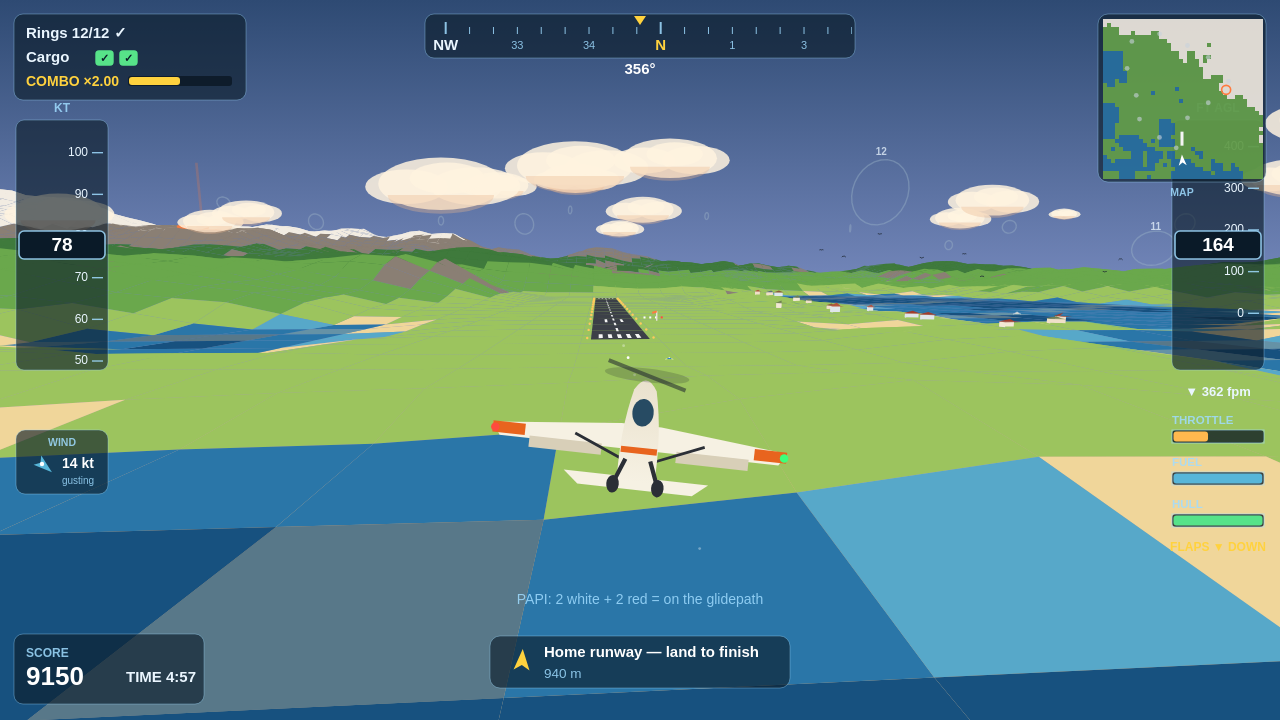 Rings 12/12 ✓
Cargo ✓ ✓
COMBO ×2.00
NW 33 34 N 1 3
356°
KT
100
90
78
70
60
50
WIND
14 kt
gusting
12
11
MAP
400
300
200
164
100
0
▼ 362 fpm
THROTTLE
FUEL
HULL
FLAPS ▼ DOWN
PAPI: 2 white + 2 red = on the glidepath
Home runway — land to finish
940 m
SCORE
9150
TIME 4:57